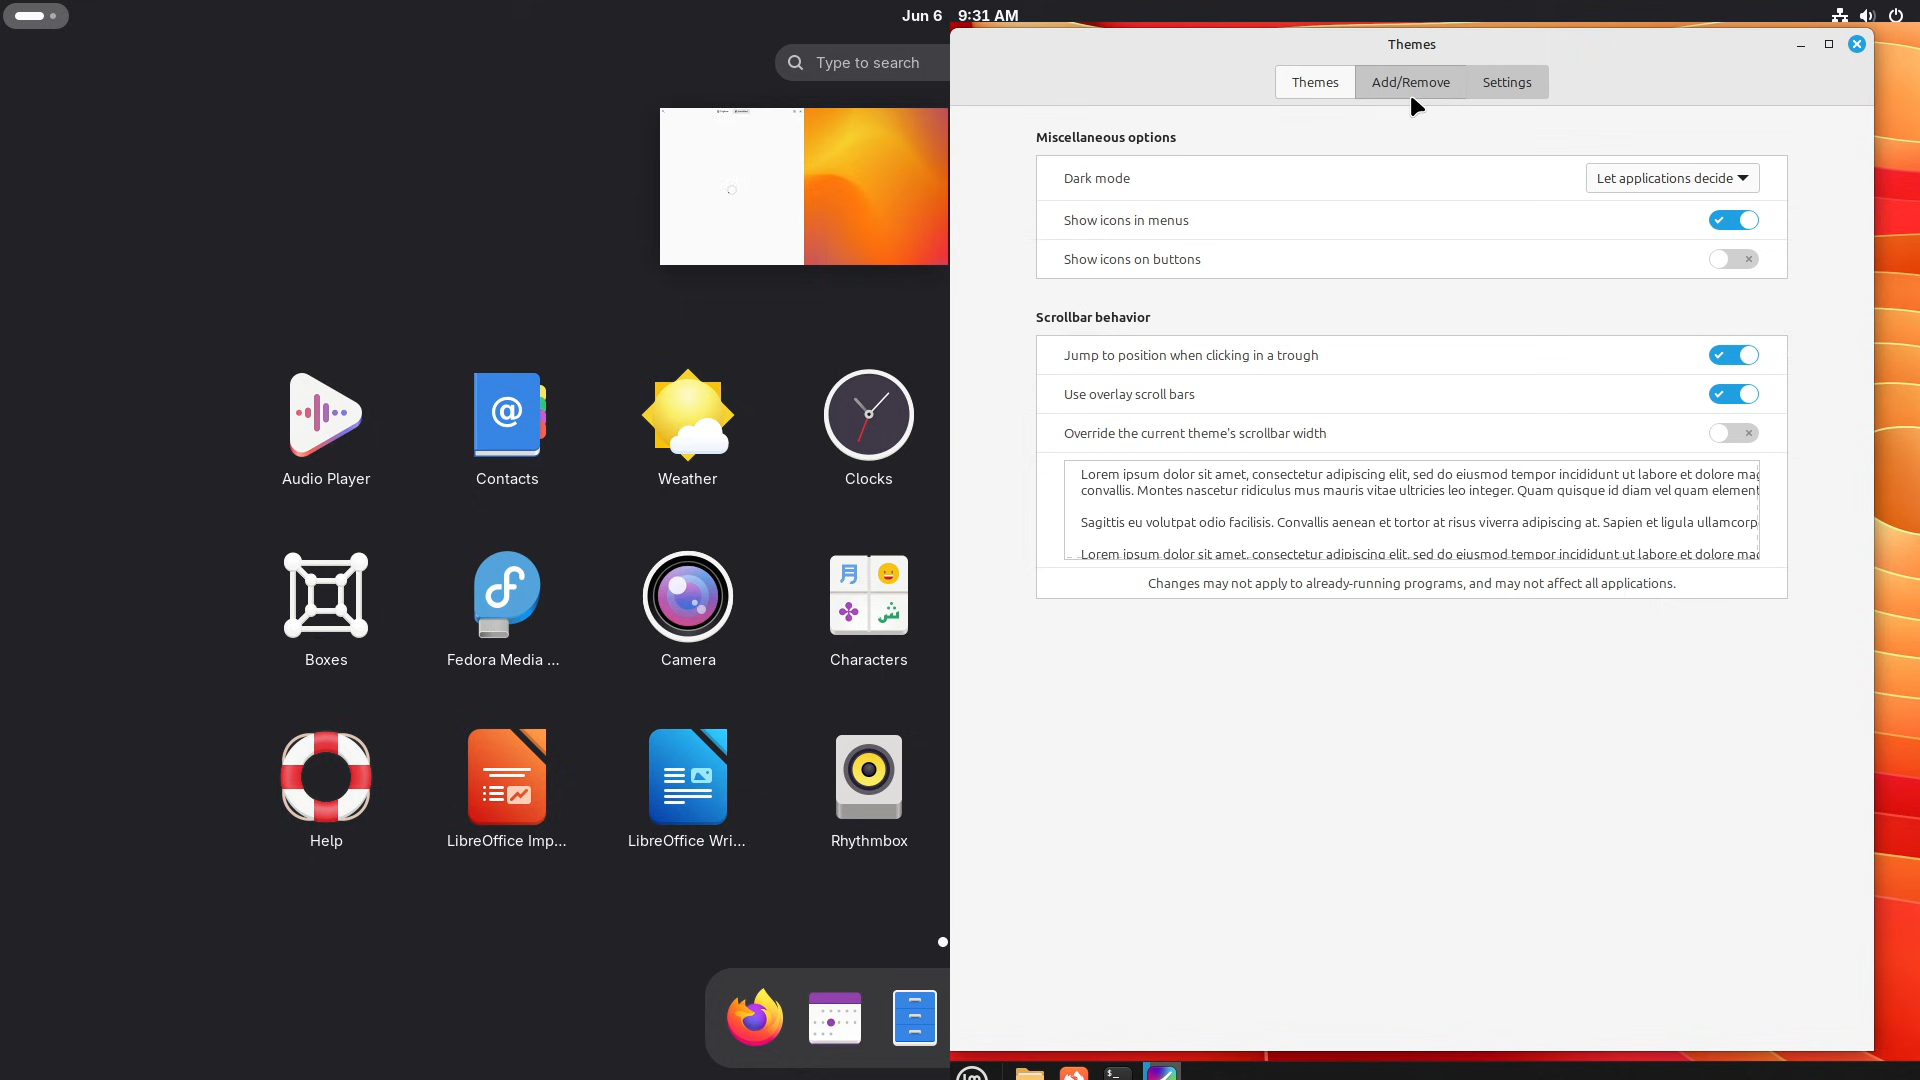 Jun 6 9:31 AM
Type to search
Audio Player
Contacts
Weather
Clocks
Boxes
Fedora Media ...
Camera
Characters
Help
LibreOffice Imp...
LibreOffice Wri...
Rhythmbox
Themes
Themes
Add/Remove
Settings
Miscellaneous options
Dark mode
Let applications decide
Show icons in menus
Show icons on buttons
Scrollbar behavior
Jump to position when clicking in a trough
Use overlay scroll bars
Override the current theme's scrollbar width
Lorem ipsum dolor sit amet, consectetur adipiscing elit, sed do eiusmod tempor incididunt ut labore et dolore mag
convallis. Montes nascetur ridiculus mus mauris vitae ultricies leo integer. Quam quisque id diam vel quam element
Sagittis eu volutpat odio facilisis. Convallis aenean et tortor at risus viverra adipiscing at. Sapien et ligula ullamcorp
Lorem ipsum dolor sit amet, consectetur adipiscing elit, sed do eiusmod tempor incididunt ut labore et dolore mag
Changes may not apply to already-running programs, and may not affect all applications.